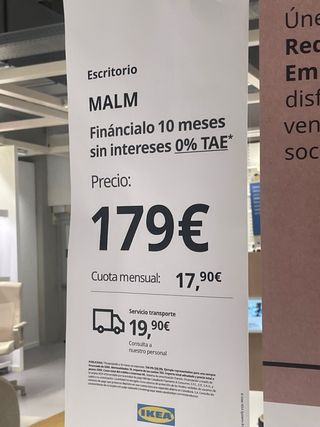 Escritorio
MALM
Fináncialo 10 meses
sin intereses 0% TAE*
Precio:
179€
Cuota mensual: 17,90€
Servicio transporte
19,90€
Consulta a
nuestro personal
IKEA
Úne
Red
Em
disf
ven
soc